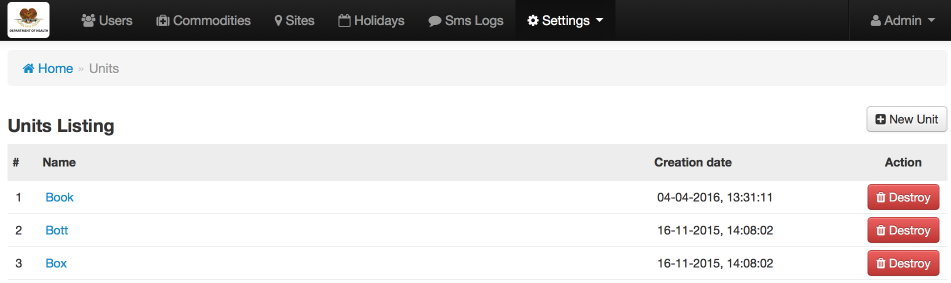 DEPARTMENT OF HEALTH
Users Commodities Sites Holidays Sms Logs Settings Admin
Home » Units
Units Listing New Unit
# Name Creation date Action
1 Book 04-04-2016, 13:31:11 Destroy
2 Bott 16-11-2015, 14:08:02 Destroy
3 Box 16-11-2015, 14:08:02 Destroy